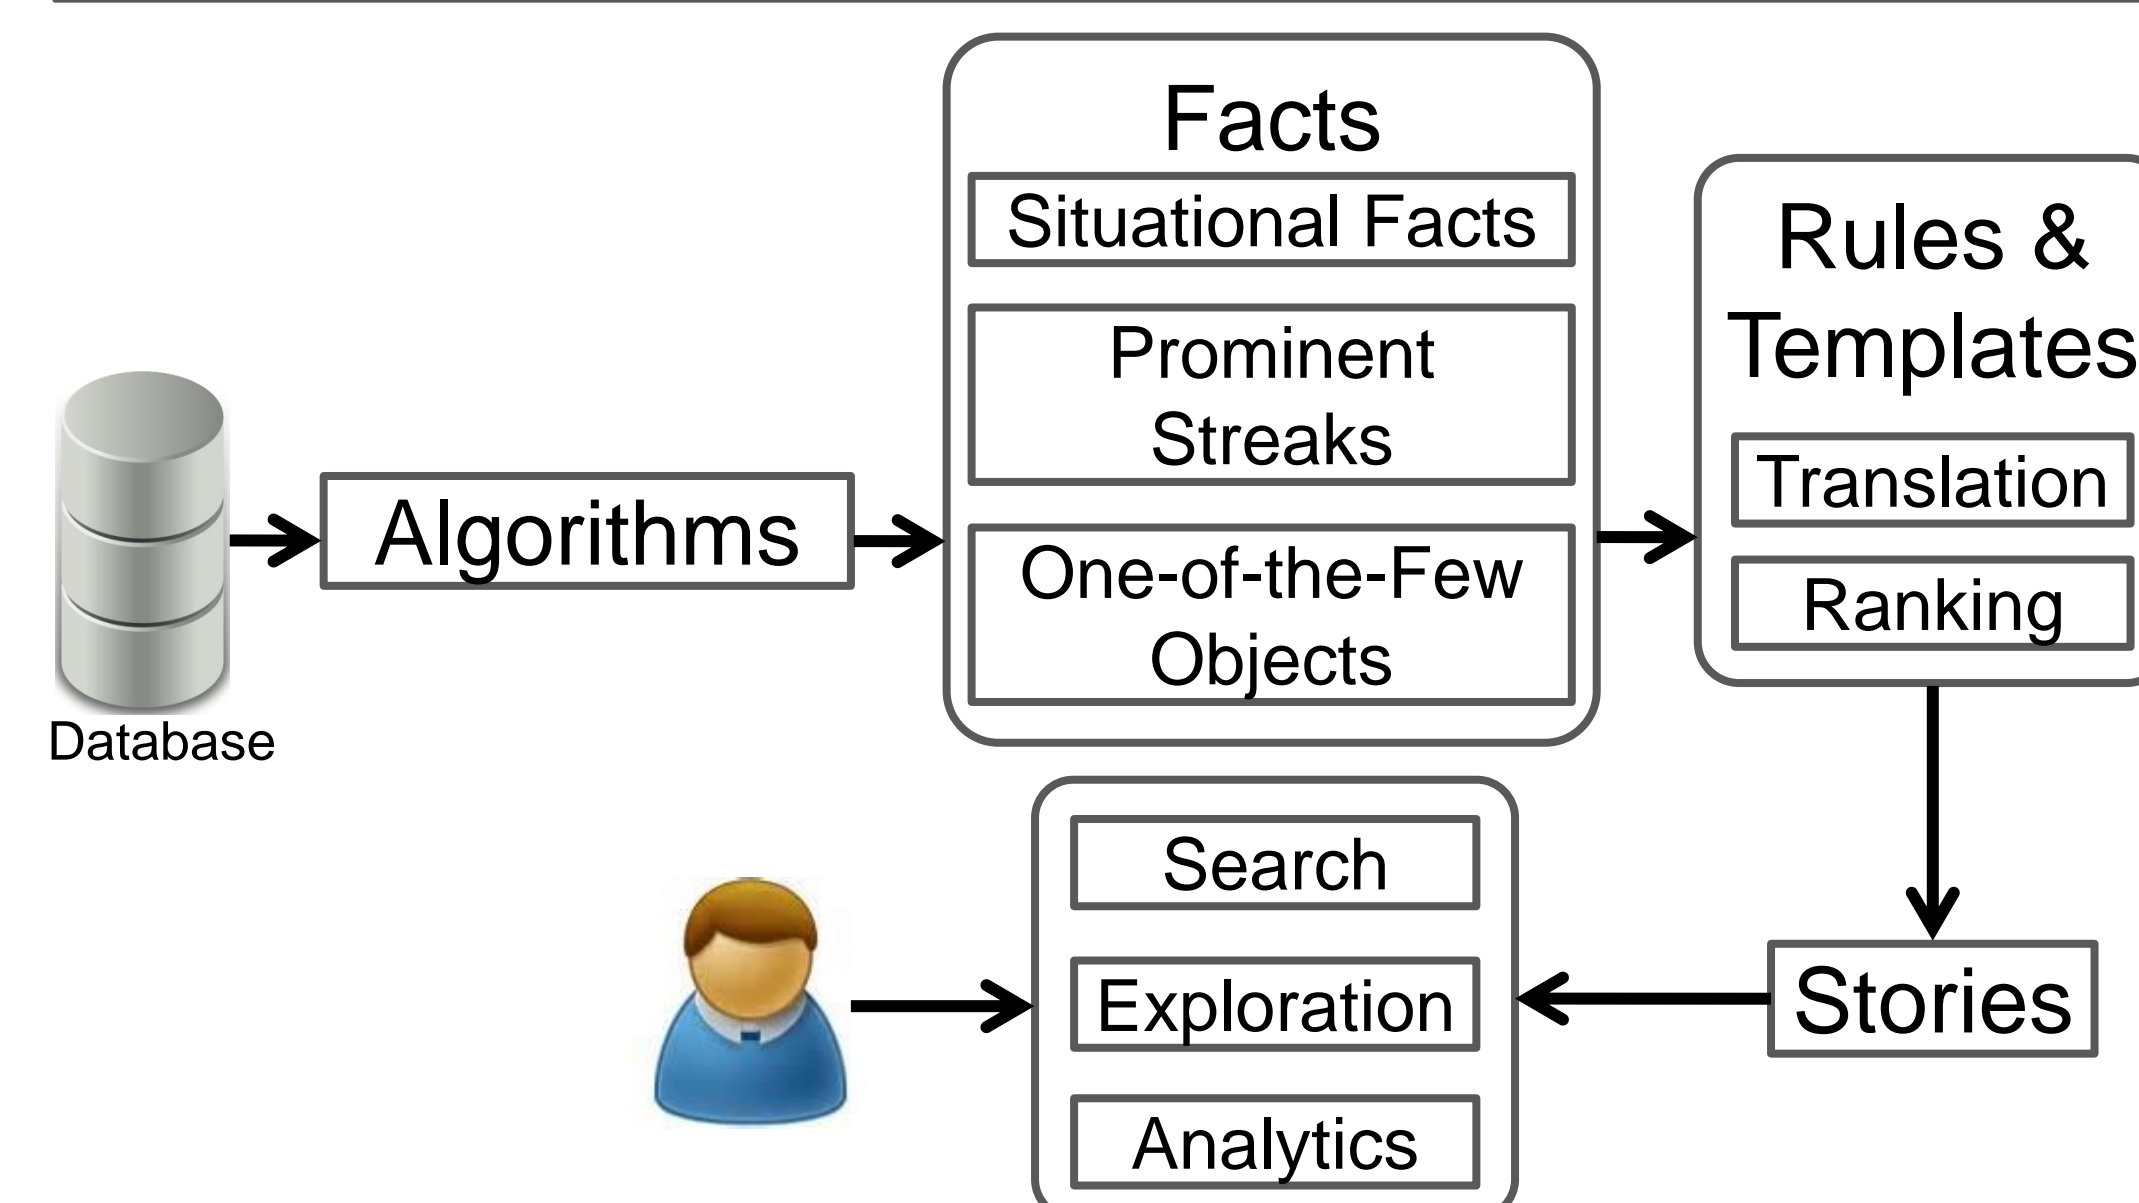 Facts
Situational Facts
Prominent
Streaks
One-of-the-Few
Objects
Rules &
Templates
Translation
Ranking
Algorithms
Database
Search
Exploration
Analytics
Stories